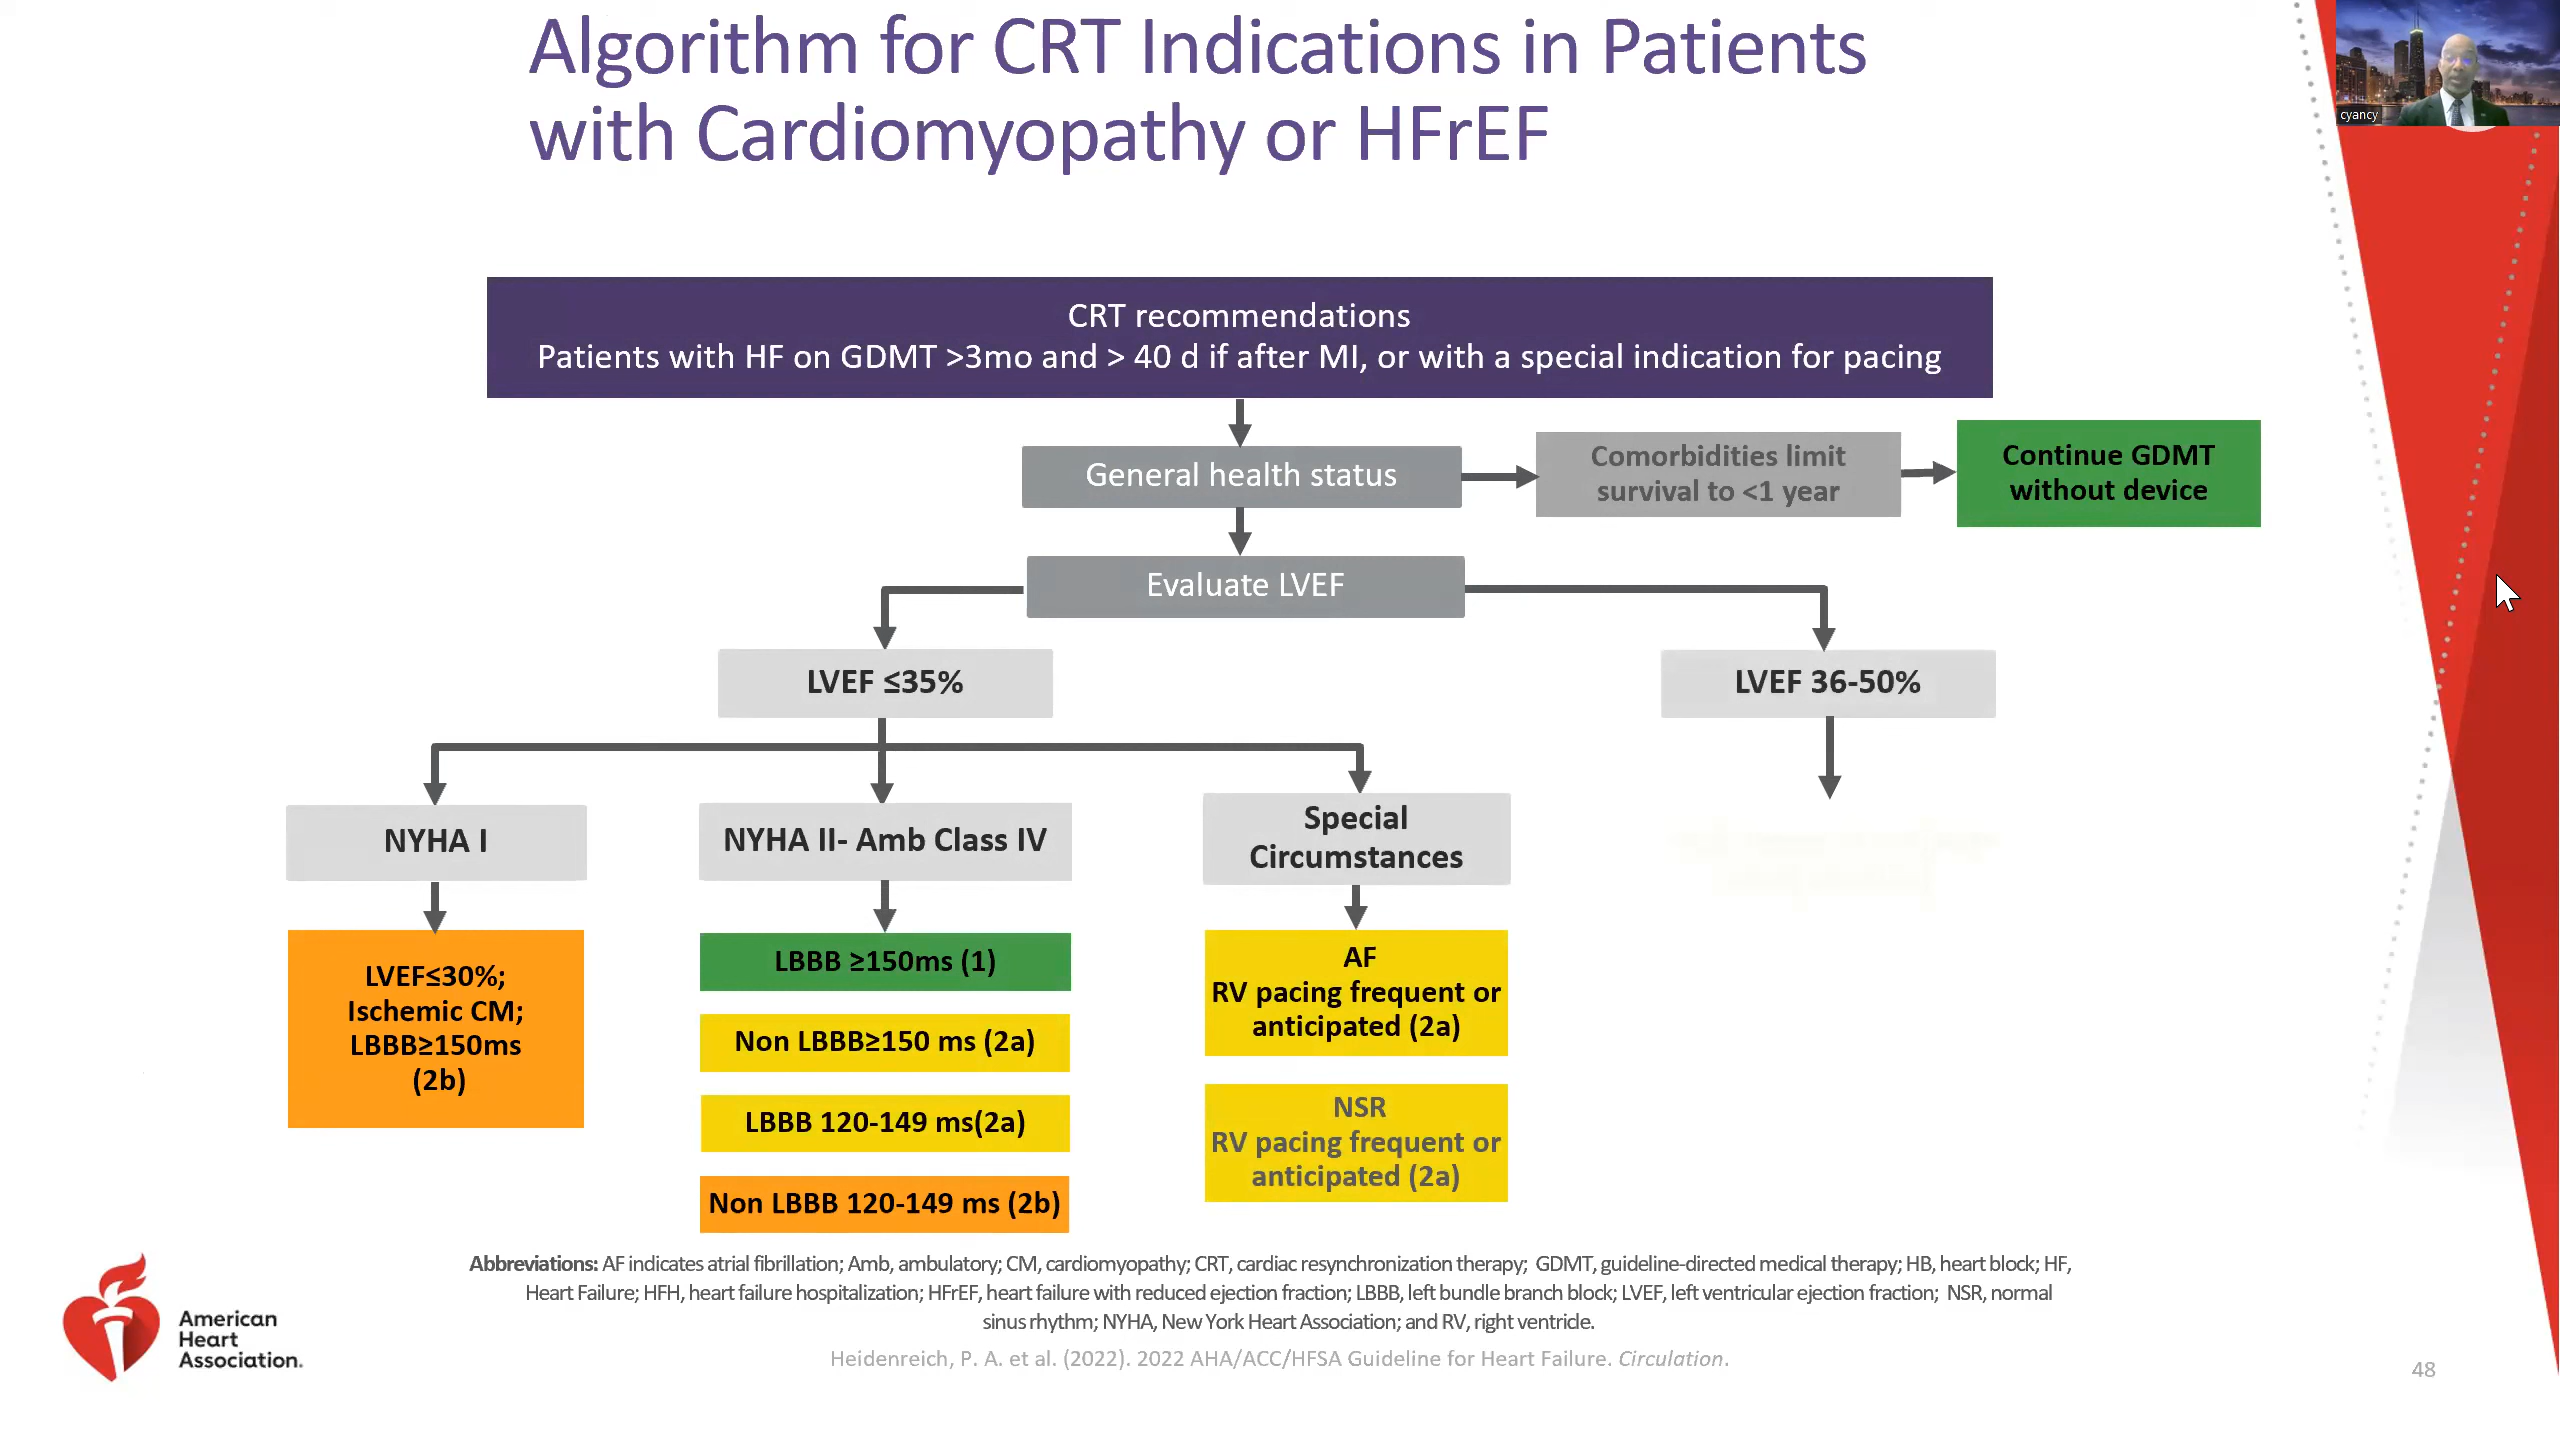 Algorithm for CRT Indications in Patients
with Cardiomyopathy or HFrEF
cyancy
CRT recommendations
Patients with HF on GDMT >3mo and > 40 d if after MI, or with a special indication for pacing
General health status
Comorbidities limit
survival to <1 year
Continue GDMT
without device
Evaluate LVEF
LVEF ≤35%
LVEF 36-50%
NYHA I
NYHA II- Amb Class IV
Special
Circumstances
LVEF≤30%;
Ischemic CM;
LBBB≥150ms
(2b)
LBBB ≥150ms (1)
Non LBBB≥150 ms (2a)
LBBB 120-149 ms(2a)
Non LBBB 120-149 ms (2b)
AF
RV pacing frequent or
anticipated (2a)
NSR
RV pacing frequent or
anticipated (2a)
Abbreviations: AF indicates atrial fibrillation; Amb, ambulatory; CM, cardiomyopathy; CRT, cardiac resynchronization therapy; GDMT, guideline-directed medical therapy; HB, heart block; HF,
Heart Failure; HFH, heart failure hospitalization; HFrEF, heart failure with reduced ejection fraction; LBBB, left bundle branch block; LVEF, left ventricular ejection fraction; NSR, normal
sinus rhythm; NYHA, New York Heart Association; and RV, right ventricle.
Heidenreich, P. A. et al. (2022). 2022 AHA/ACC/HFSA Guideline for Heart Failure. Circulation.
American
Heart
Association.
48